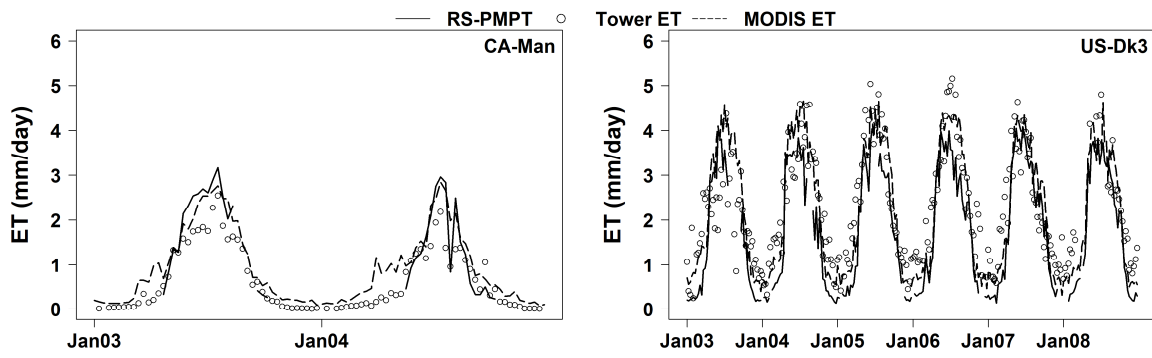 RS-PMPT Tower ET MODIS ET
CA-Man
ET (mm/day)
6
5
4
3
2
1
0
Jan03 Jan04
US-Dk3
ET (mm/day)
6
5
4
3
2
1
0
Jan03 Jan04 Jan05 Jan06 Jan07 Jan08